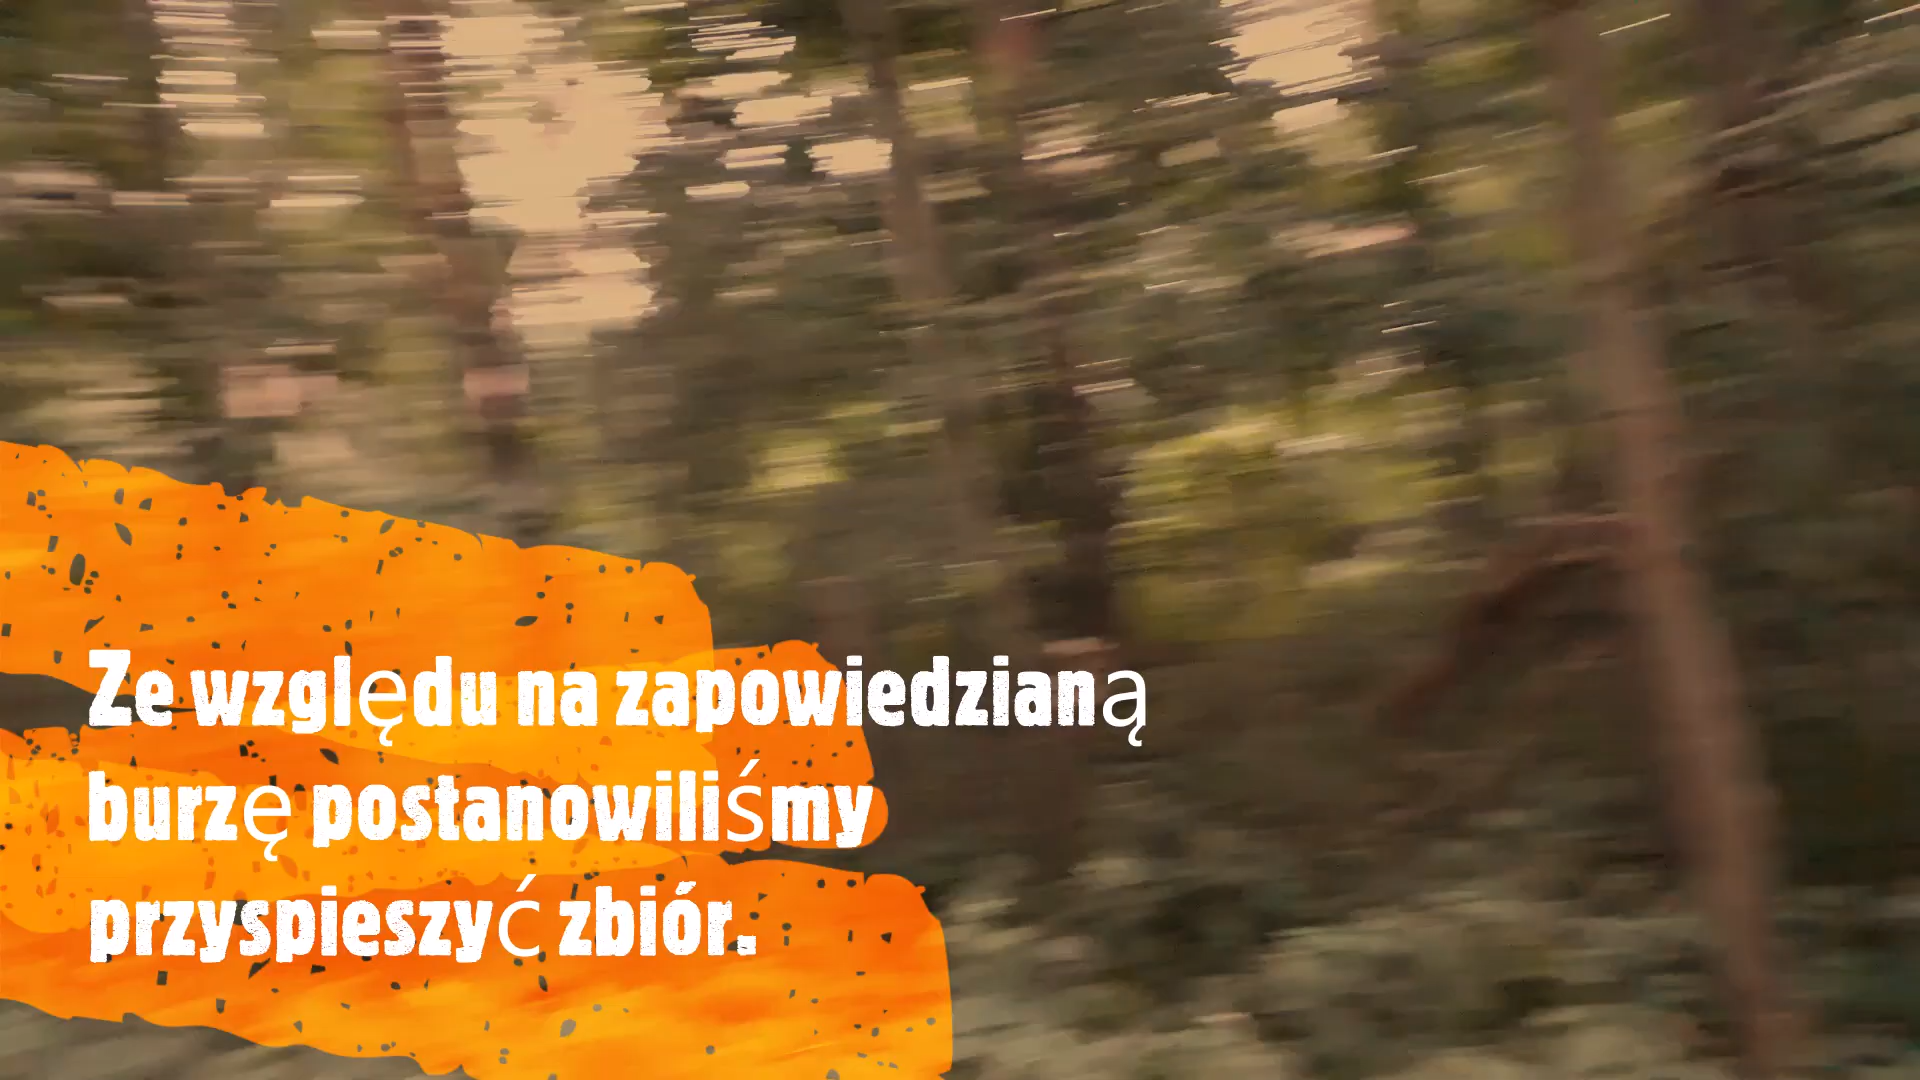 Ze względu na zapowiedzianą
burzę postanowiliśmy
przyspieszyć zbiór.